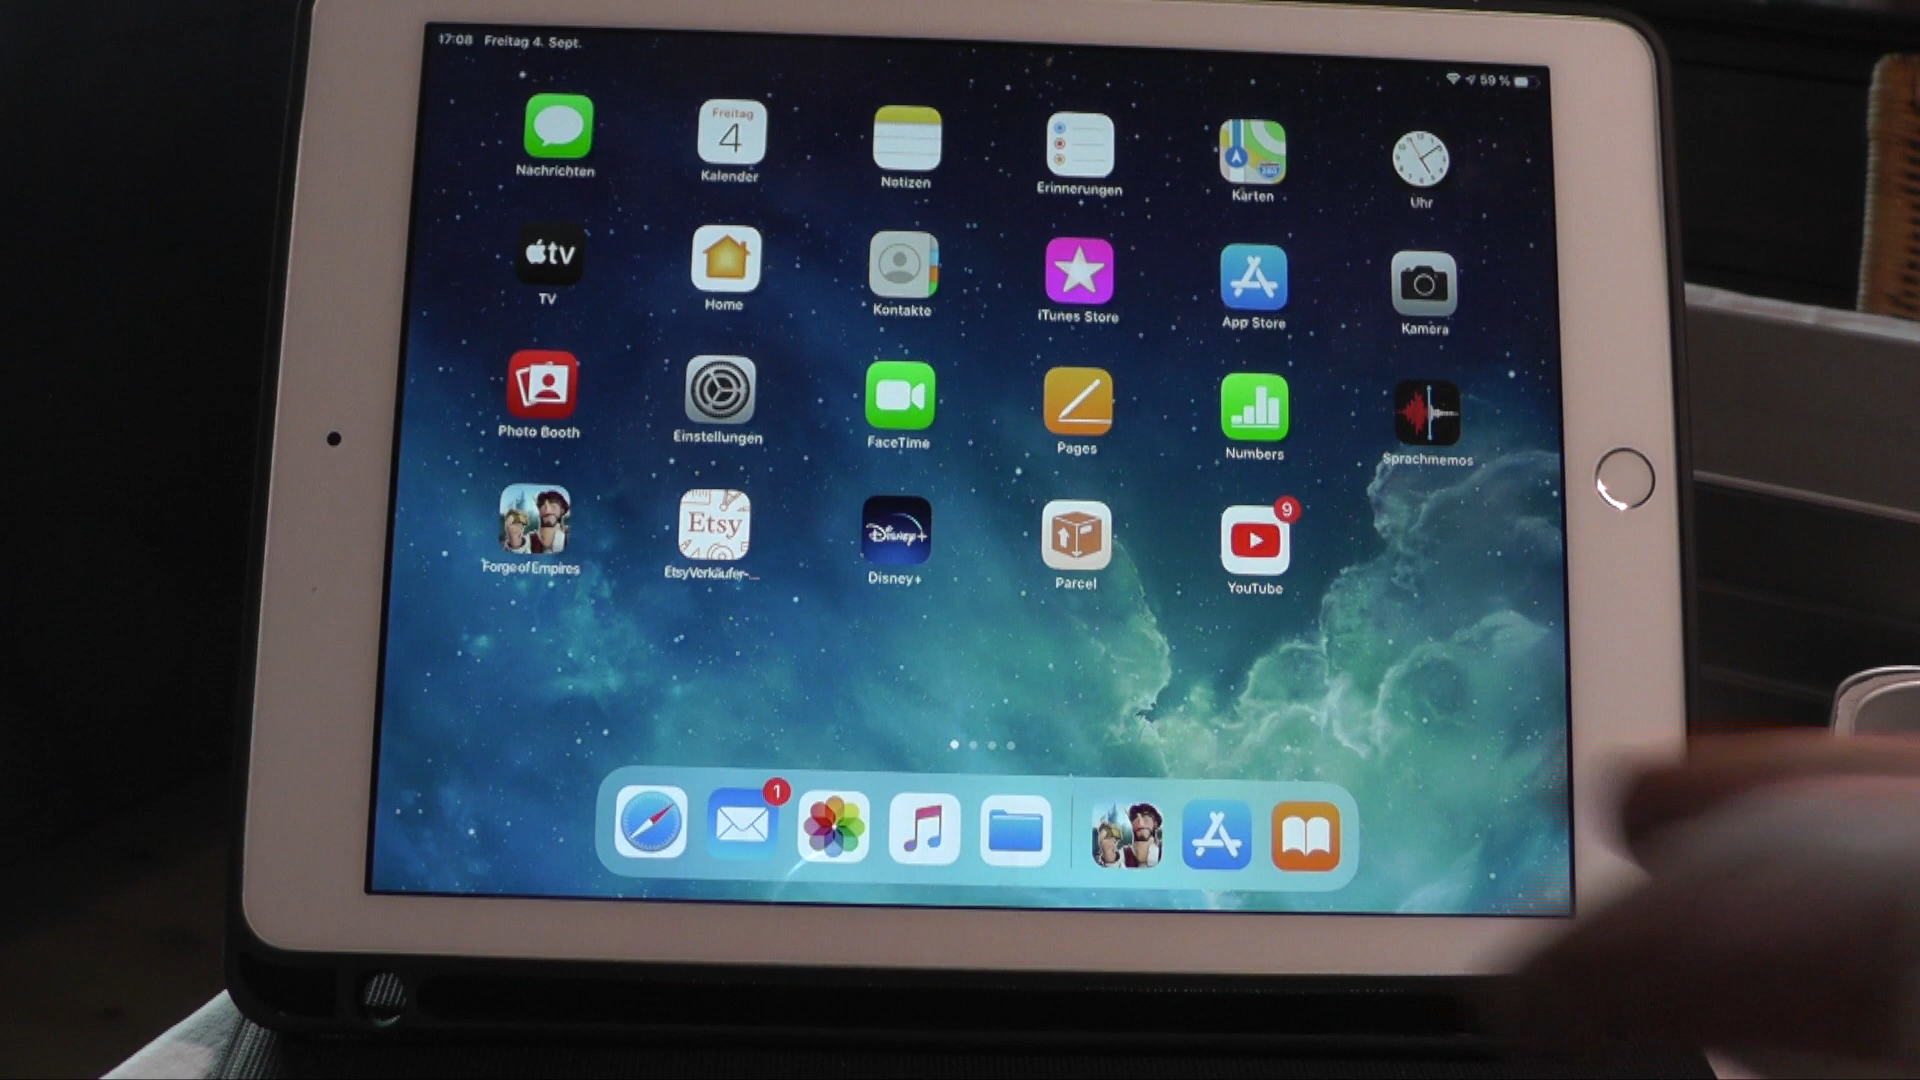 17:08 Freitag 4. Sept.
59 %
Freitag
4
Nachrichten
Kalender
Notizen
Erinnerungen
Karten
Uhr
tv
TV
Home
Kontakte
iTunes Store
App Store
Kamera
Photo Booth
Einstellungen
FaceTime
Pages
Numbers
Sprachmemos
Etsy
Disney+
9
Forge of Empires
Etsy Verkäufer-...
Disney+
Parcel
YouTube
1